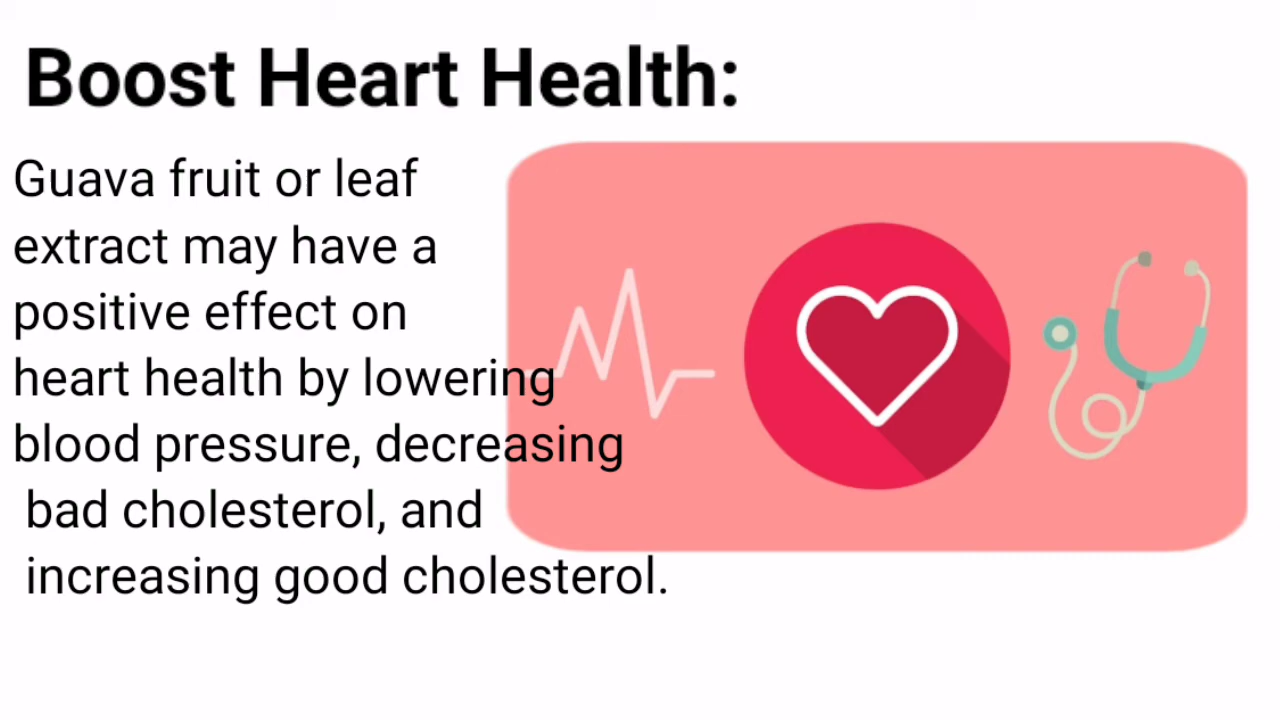 Boost Heart Health:
Guava fruit or leaf
extract may have a
positive effect on
heart health by lowering
blood pressure, decreasing
bad cholesterol, and
increasing good cholesterol.